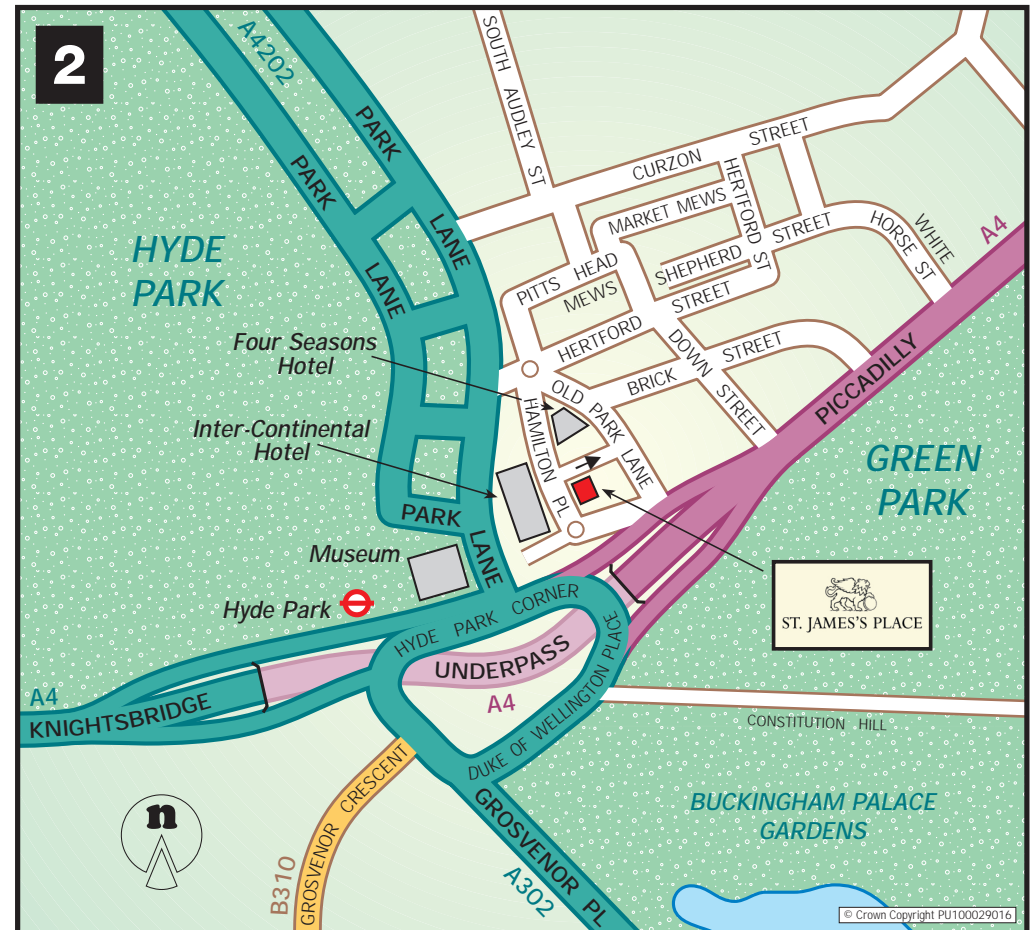 2
A4202
PARK
PARK
LANE
LANE
SOUTH AUDLEY ST
CURZON STREET
MARKET MEWS
HERTFORD ST
SHEPHERD STREET
WHITE
HORSE ST
A4
HYDE
PARK
PITTS HEAD
MEWS
HERTFORD STREET
DOWN STREET
BRICK STREET
OLD PARK LANE
HAMILTON PL
PICCADILLY
Four Seasons
Hotel
Inter-Continental
Hotel
GREEN
PARK
PARK
LANE
Museum
Hyde Park
ST. JAMES'S PLACE
HYDE PARK CORNER
UNDERPASS
A4
DUKE OF WELLINGTON PLACE
A4
KNIGHTSBRIDGE
CONSTITUTION HILL
GROSVENOR CRESCENT
B310
GROSVENOR PL
A302
BUCKINGHAM PALACE
GARDENS
n
© Crown Copyright PU100029016